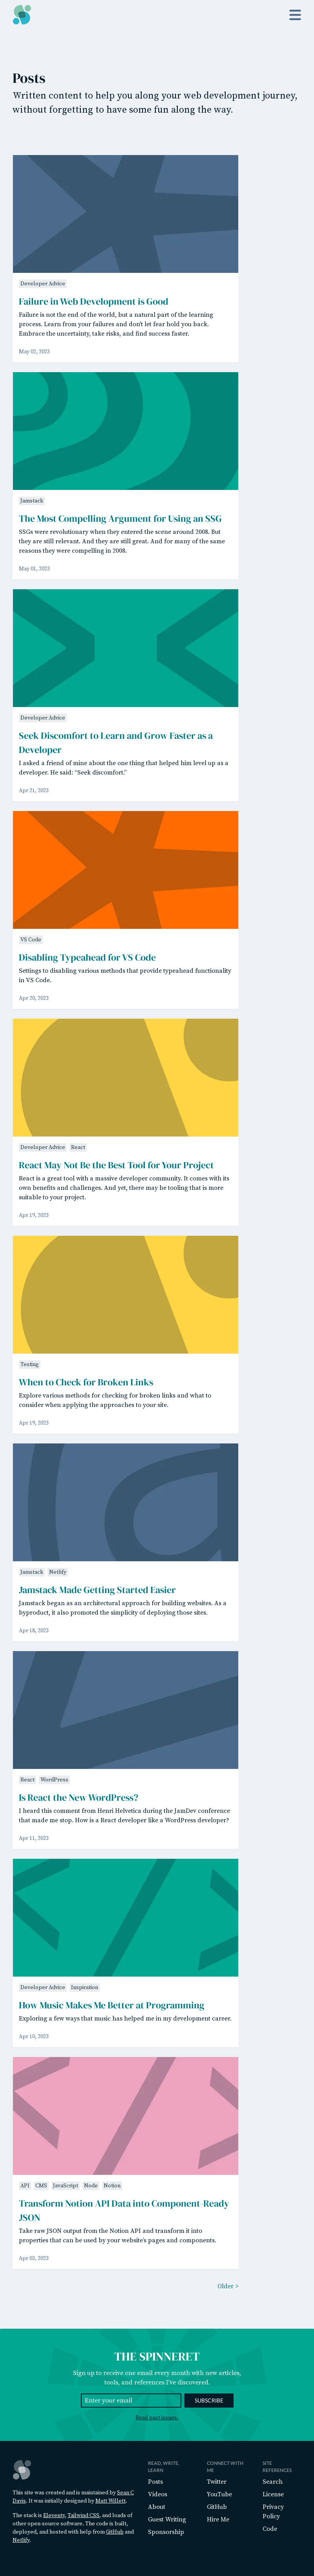 Posts
Written content to help you along your web development journey,
without forgetting to have some fun along the way.
Developer Advice
Failure in Web Development is Good
Failure is not the end of the world, but a natural part of the learning
process. Learn from your failures and don't let fear hold you back.
Embrace the uncertainty, take risks, and find success faster.
May 02, 2023
Jamstack
The Most Compelling Argument for Using an SSG
SSGs were revolutionary when they entered the scene around 2008. But
they are still relevant. And they are still great. And for many of the same
reasons they were compelling in 2008.
May 01, 2023
Developer Advice
Seek Discomfort to Learn and Grow Faster as a
Developer
I asked a friend of mine about the one thing that helped him level up as a
developer. He said: “Seek discomfort.”
Apr 21, 2023
VS Code
Disabling Typeahead for VS Code
Settings to disabling various methods that provide typeahead functionality
in VS Code.
Apr 20, 2023
Developer Advice React
React May Not Be the Best Tool for Your Project
React is a great tool with a massive developer community. It comes with its
own benefits and challenges. And yet, there may be tooling that is more
suitable to your project.
Apr 19, 2023
Testing
When to Check for Broken Links
Explore various methods for checking for broken links and what to
consider when applying the approaches to your site.
Apr 19, 2023
Jamstack Netlify
Jamstack Made Getting Started Easier
Jamstack began as an architectural approach for building websites. As a
byproduct, it also promoted the simplicity of deploying those sites.
Apr 18, 2023
React WordPress
Is React the New WordPress?
I heard this comment from Henri Helvetica during the JamDev conference
that made me stop. How is a React developer like a WordPress developer?
Apr 11, 2023
Developer Advice Inspiration
How Music Makes Me Better at Programming
Exploring a few ways that music has helped me in my development career.
Apr 10, 2023
API CMS JavaScript Node Notion
Transform Notion API Data into Component-Ready
JSON
Take raw JSON output from the Notion API and transform it into
properties that can be used by your website's pages and components.
Apr 03, 2023
Older >
THE SPINNERET
Sign up to receive one email every month with new articles,
tools, and references I've discovered.
Enter your email
SUBSCRIBE
Read past issues.
This site was created and is maintained by Sean C
Davis. It was initially designed by Matt Willett.
The stack is Eleventy, Tailwind CSS, and loads of
other open source software. The code is built,
deployed, and hosted with help from GitHub and
Netlify.
READ, WRITE,
LEARN
Posts
Videos
About
Guest Writing
Sponsorship
CONNECT WITH
ME
Twitter
YouTube
GitHub
Hire Me
SITE
REFERENCES
Search
License
Privacy
Policy
Code